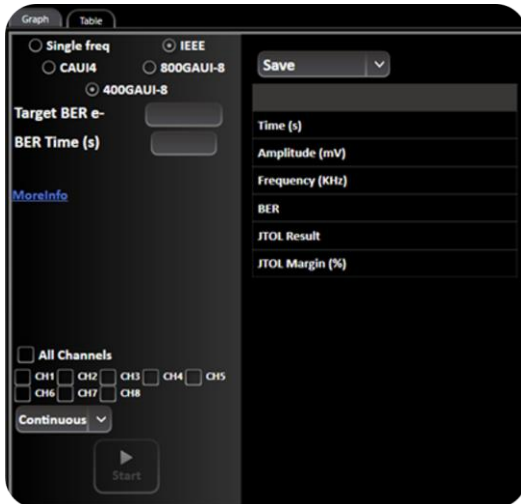 Graph Table
Single freq IEEE
CAUI4 800GAUI-8
400GAUI-8
Target BER e-
BER Time (s)
MoreInfo
All Channels
CH1 CH2 CH3 CH4 CH5
CH6 CH7 CH8
Continuous
Start
Save
Time (s)
Amplitude (mV)
Frequency (KHz)
BER
JTOL Result
JTOL Margin (%)